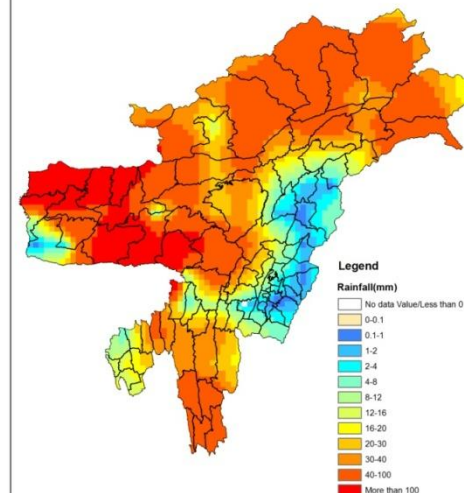 Legend
Rainfall(mm)
No data Value/Less than 0
0-0.1
0.1-1
1-2
2-4
4-8
8-12
12-16
16-20
20-30
30-40
40-100
More than 100